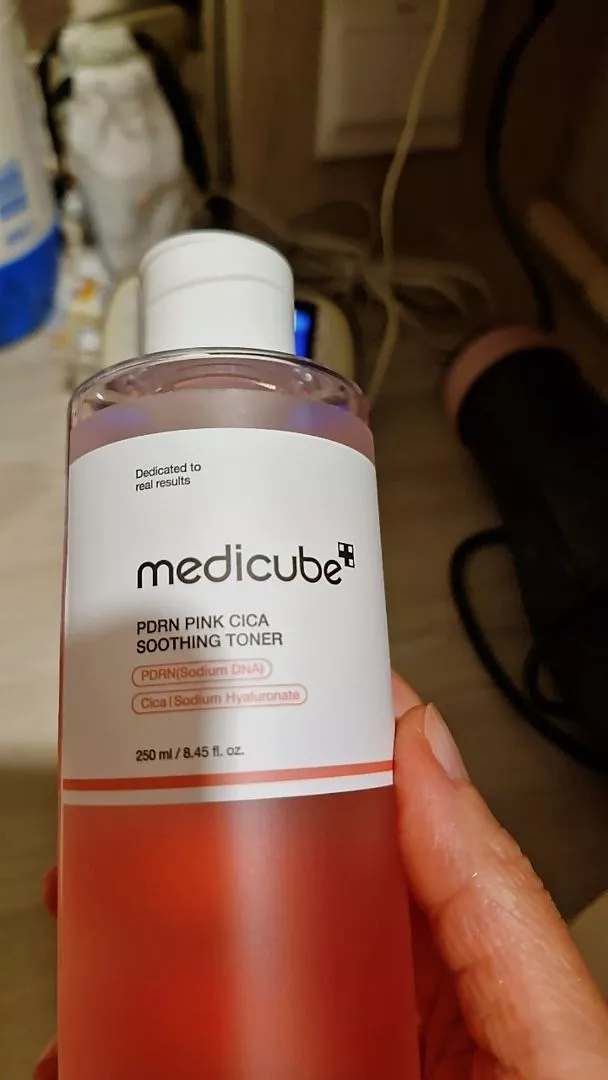 Dedicated to
real results
medicube
PDRN PINK CICA
SOOTHING TONER
PDRN(Sodium DNA)
Cica | Sodium Hyaluronate
250 ml / 8.45 fl. oz.